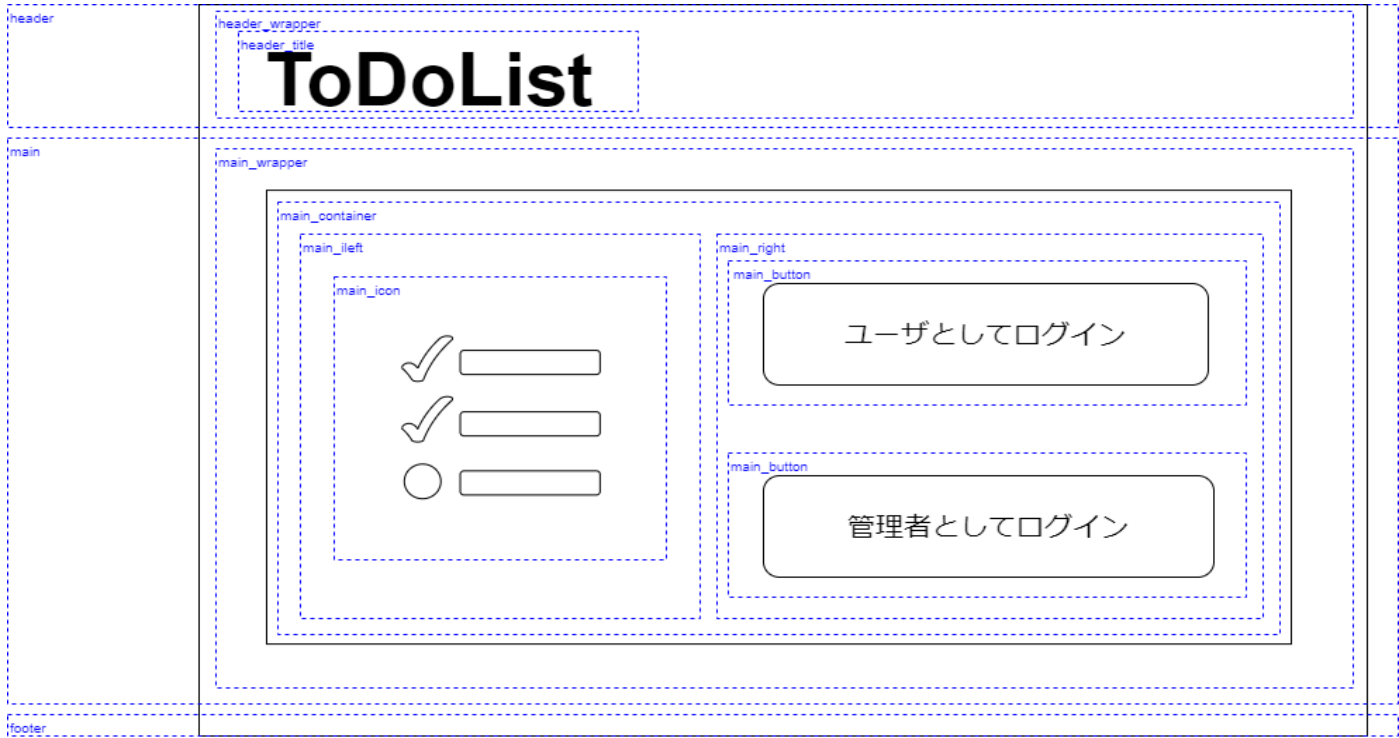 header
header_wrapper
header_title
ToDoList
main
main_wrapper
main_container
main_ileft
main_icon
main_right
main_button
ユーザとしてログイン
main_button
管理者としてログイン
footer